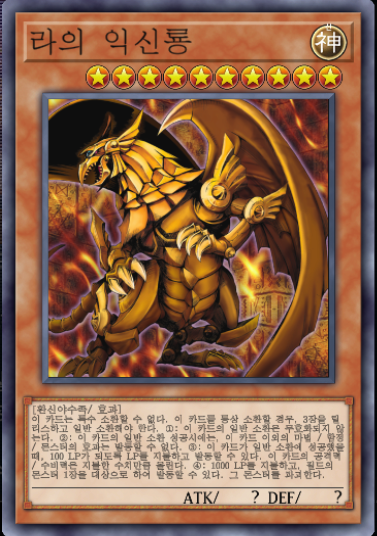 라의 익신룡
神
[환신야수족/ 효과]
이 카드는 특수 소환할 수 없다. 이 카드를 통상 소환할 경우, 3장을 릴
리스하고 일반 소환해야 한다. ①: 이 카드의 일반 소환은 무효화되지 않
는다. ②: 이 카드의 일반 소환 성공시에는, 이 카드 이외의 마법 / 함정
/ 몬스터의 효과는 발동할 수 없다. ③: 이 카드가 일반 소환에 성공했을
때, 100 LP가 되도록 LP를 지불하고 발동할 수 있다. 이 카드의 공격력
/ 수비력은 지불한 수치만큼 올린다. ④: 1000 LP를 지불하고, 필드의
몬스터 1장을 대상으로 하여 발동할 수 있다. 그 몬스터를 파괴한다.
ATK/ ? DEF/ ?